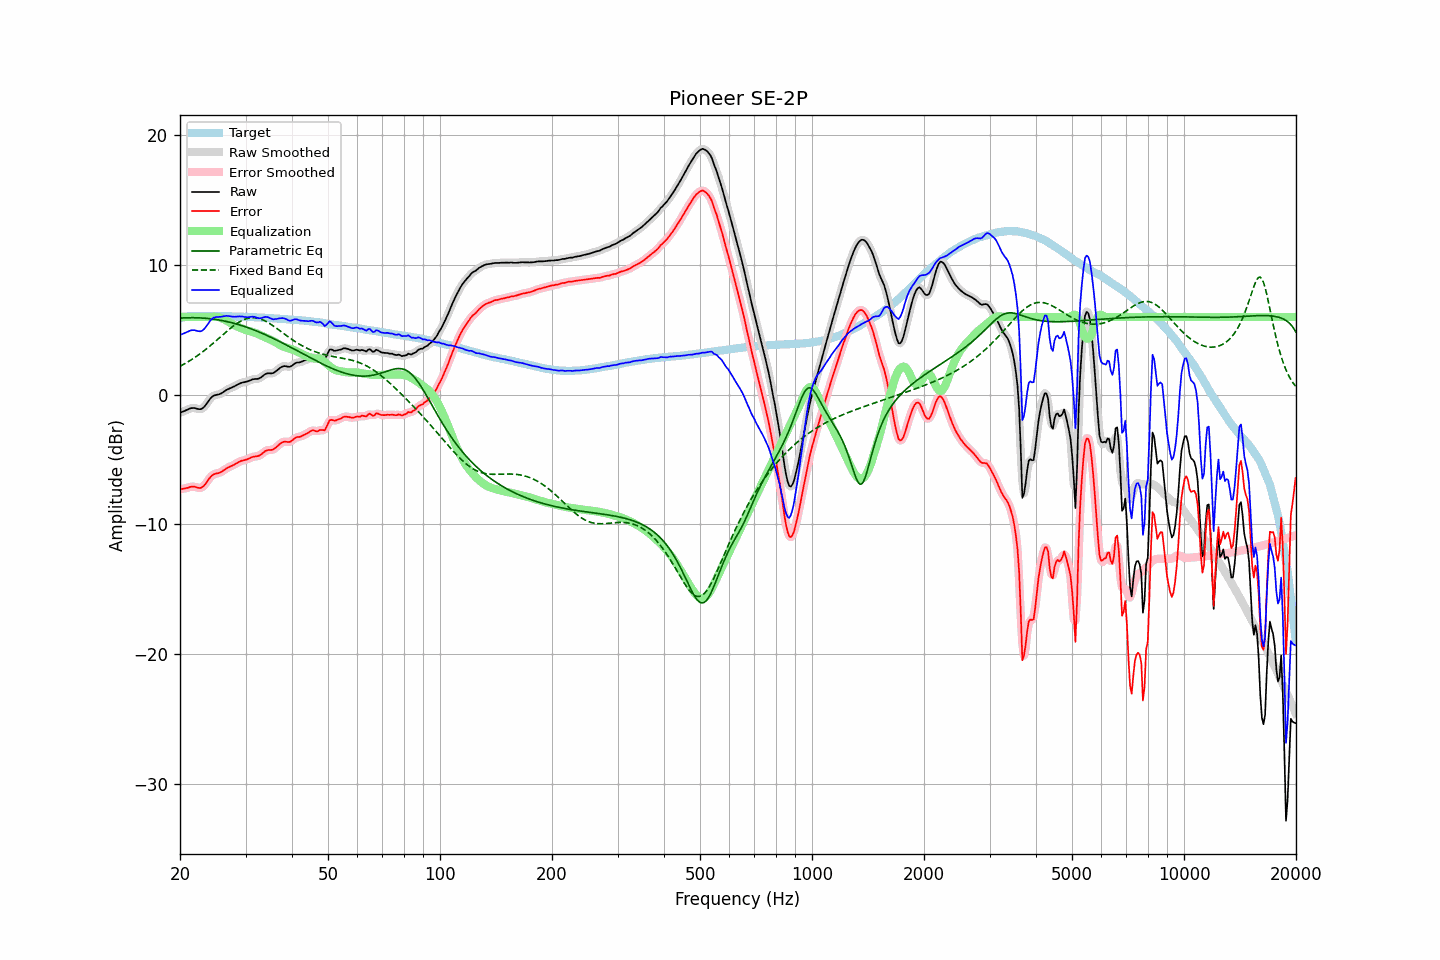 Pioneer SE-2P
Target
Raw Smoothed
Error Smoothed
Raw
Error
Equalization
Parametric Eq
Fixed Band Eq
Equalized
Amplitude (dBr)
20
10
0
−10
−20
−30
20 50 100 200 500 1000 2000 5000 10000 20000
Frequency (Hz)